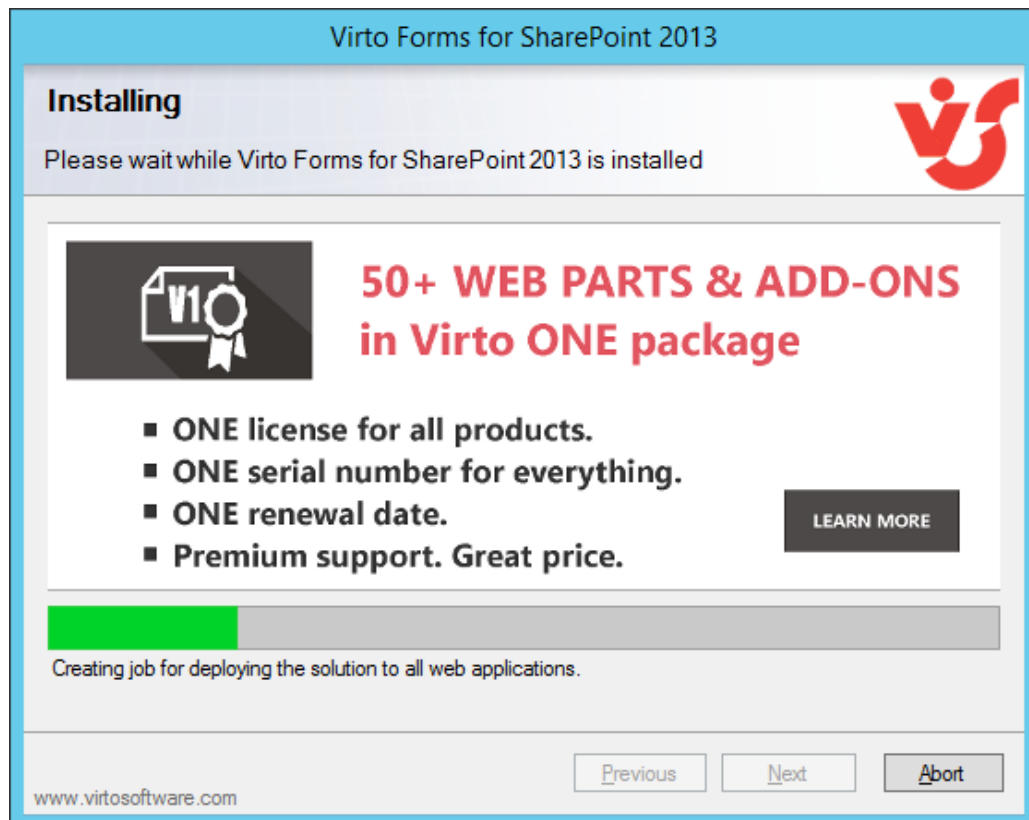 Virto Forms for SharePoint 2013
Installing
Please wait while Virto Forms for SharePoint 2013 is installed
V1
50+ WEB PARTS & ADD-ONS
in Virto ONE package
▪ ONE license for all products.
▪ ONE serial number for everything.
▪ ONE renewal date.
▪ Premium support. Great price.
LEARN MORE
Creating job for deploying the solution to all web applications.
Previous
Next
Abort
www.virtosoftware.com